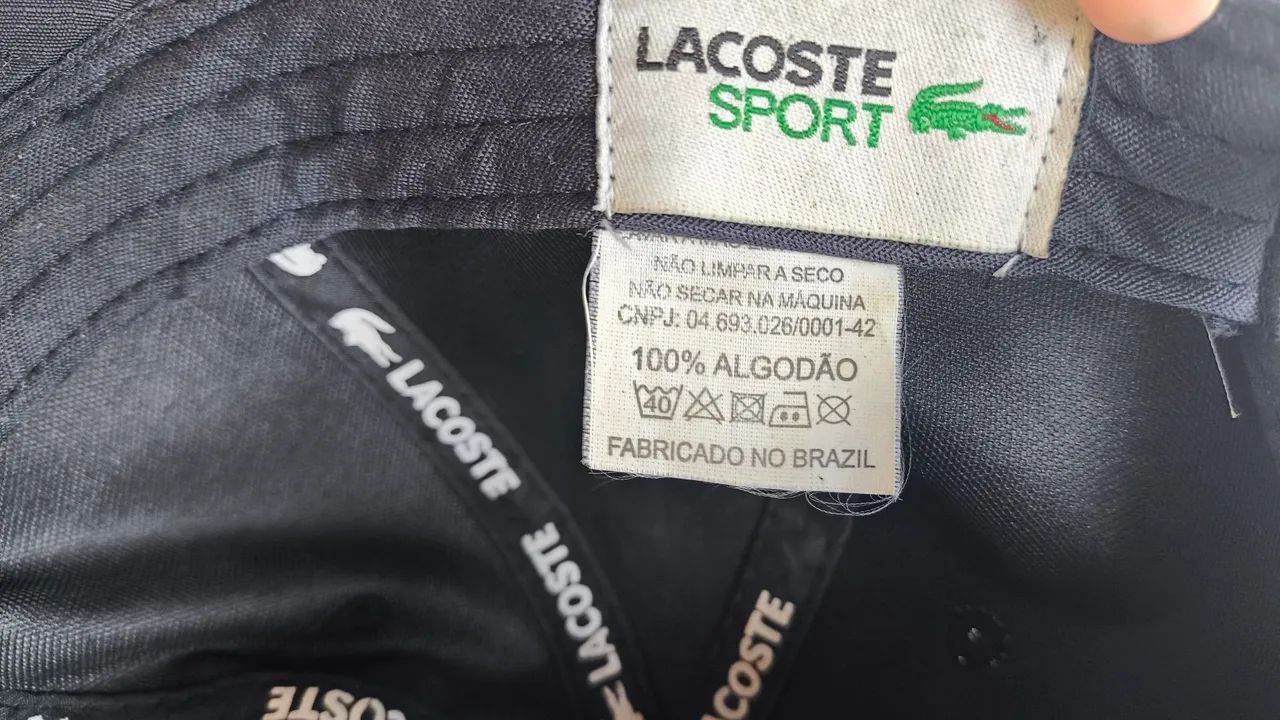 LACOSTE
SPORT
NÃO LIMPAR A SECO
NÃO SECAR NA MÁQUINA
CNPJ: 04.693.026/0001-42
100% ALGODÃO
40
FABRICADO NO BRAZIL
LACOSTE
LACOSTE
LACOSTE
LACOSTE